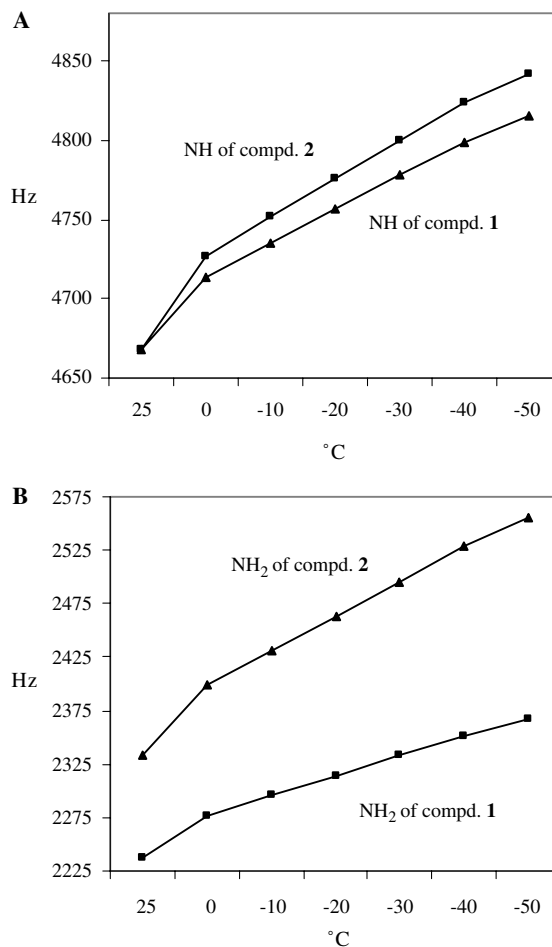 A
4850
4800
NH of compd. 2
Hz
4750
NH of compd. 1
4700
4650
25 0 -10 -20 -30 -40 -50
˚C
B
2575
2525
NH₂ of compd. 2
2475
2425
Hz
2375
2325
NH₂ of compd. 1
2275
2225
25 0 -10 -20 -30 -40 -50
˚C